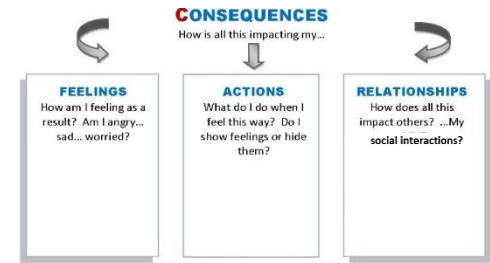 CONSEQUENCES
How is all this impacting my...
FEELINGS
How am I feeling as a
result? Am I angry...
sad... worried?
ACTIONS
What do I do when I
feel this way? Do I
show feelings or hide
them?
RELATIONSHIPS
How does all this
impact others? ...My
social interactions?